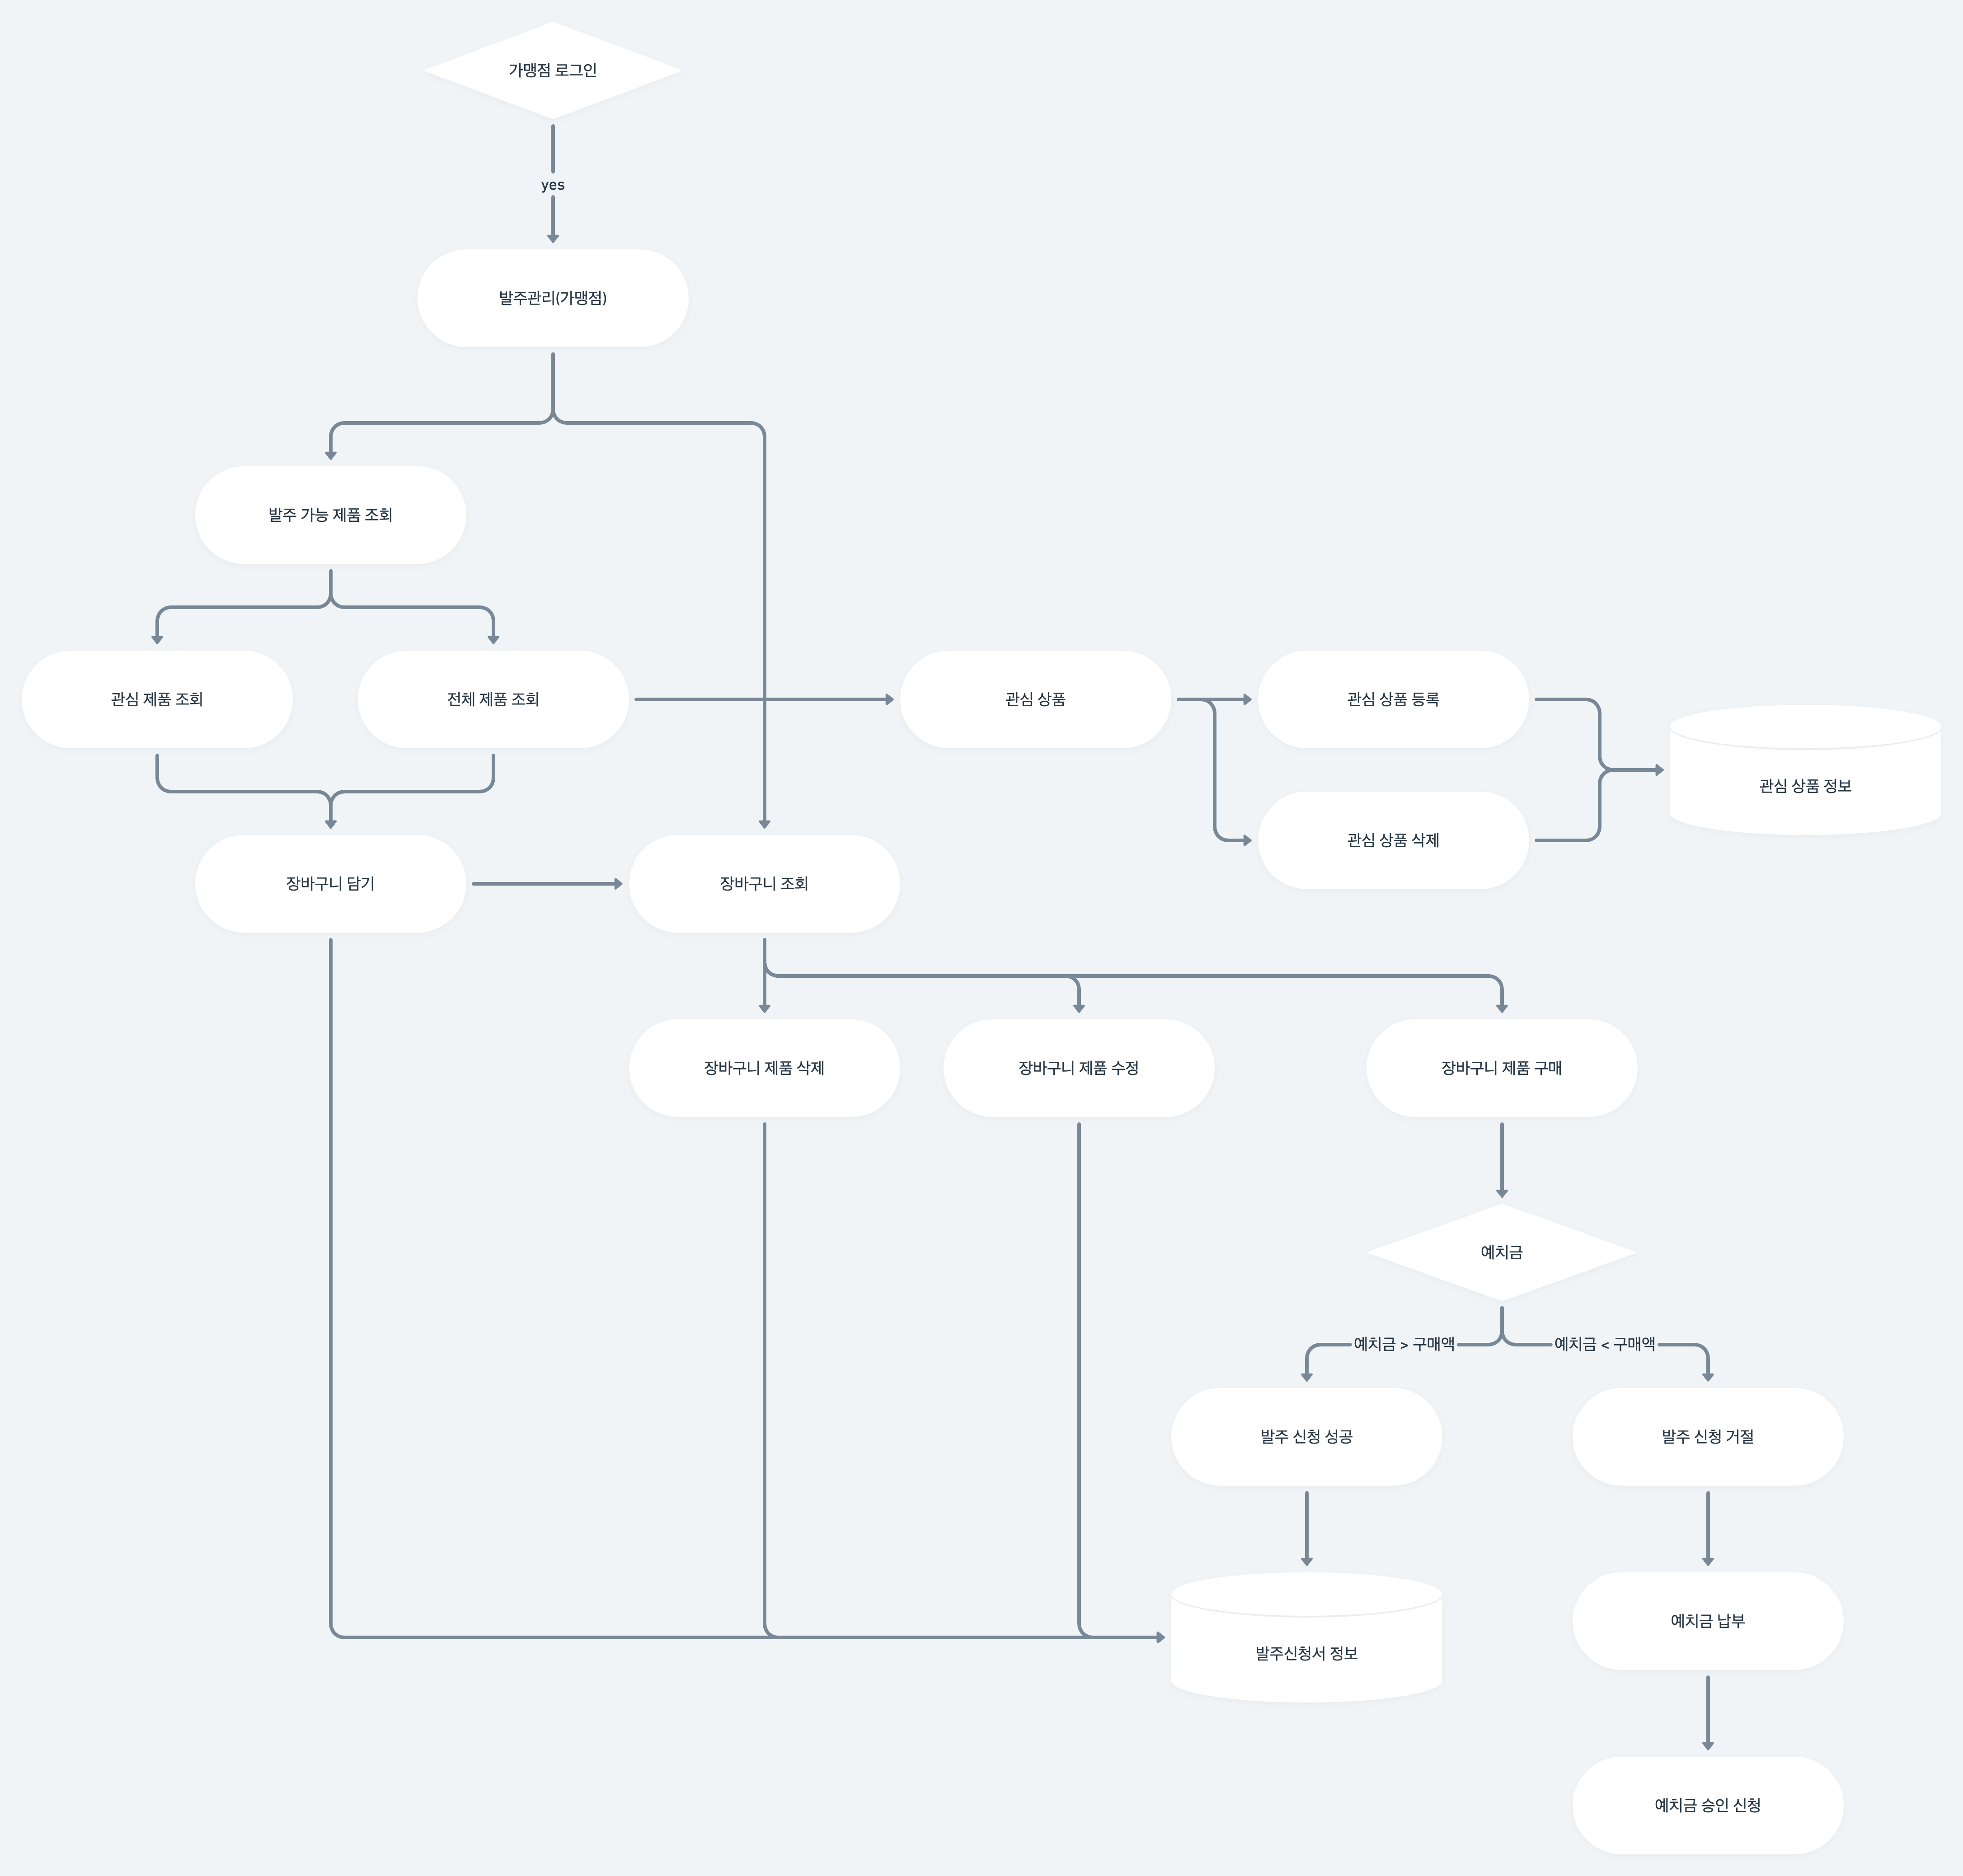 가맹점 로그인
yes
발주관리(가맹점)
발주 가능 제품 조회
관심 제품 조회
전체 제품 조회
관심 상품
관심 상품 등록
관심 상품 정보
관심 상품 삭제
장바구니 담기
장바구니 조회
장바구니 제품 삭제
장바구니 제품 수정
장바구니 제품 구매
예치금
예치금 > 구매액
예치금 < 구매액
발주 신청 성공
발주 신청 거절
예치금 납부
발주신청서 정보
예치금 승인 신청